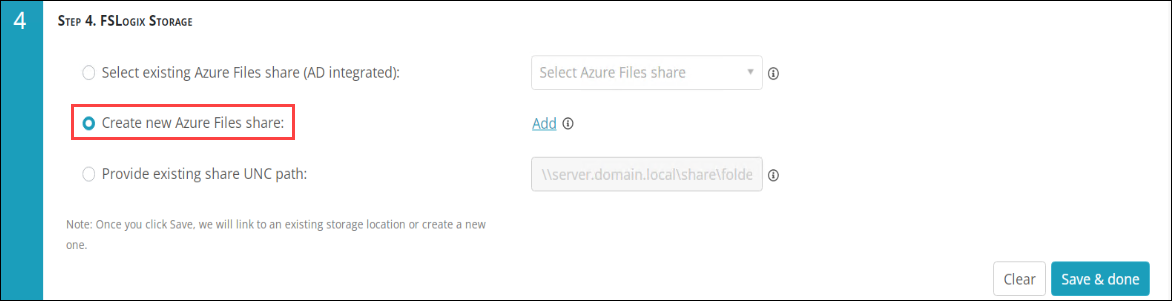 4
Step 4. FSLogix Storage
Select existing Azure Files share (AD integrated):
Select Azure Files share
Create new Azure Files share:
Add
Provide existing share UNC path:
\\server.domain.local\share\folde
Note: Once you click Save, we will link to an existing storage location or create a new
one.
Clear
Save & done